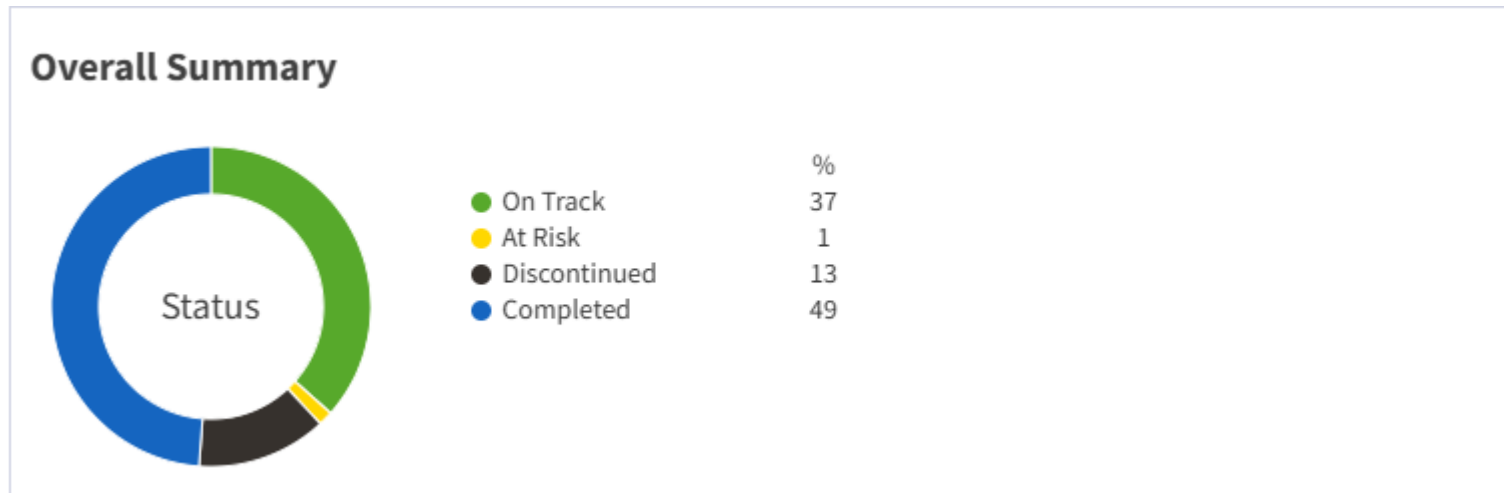 Overall Summary
%
On Track 37
At Risk 1
Discontinued 13
Completed 49
Status